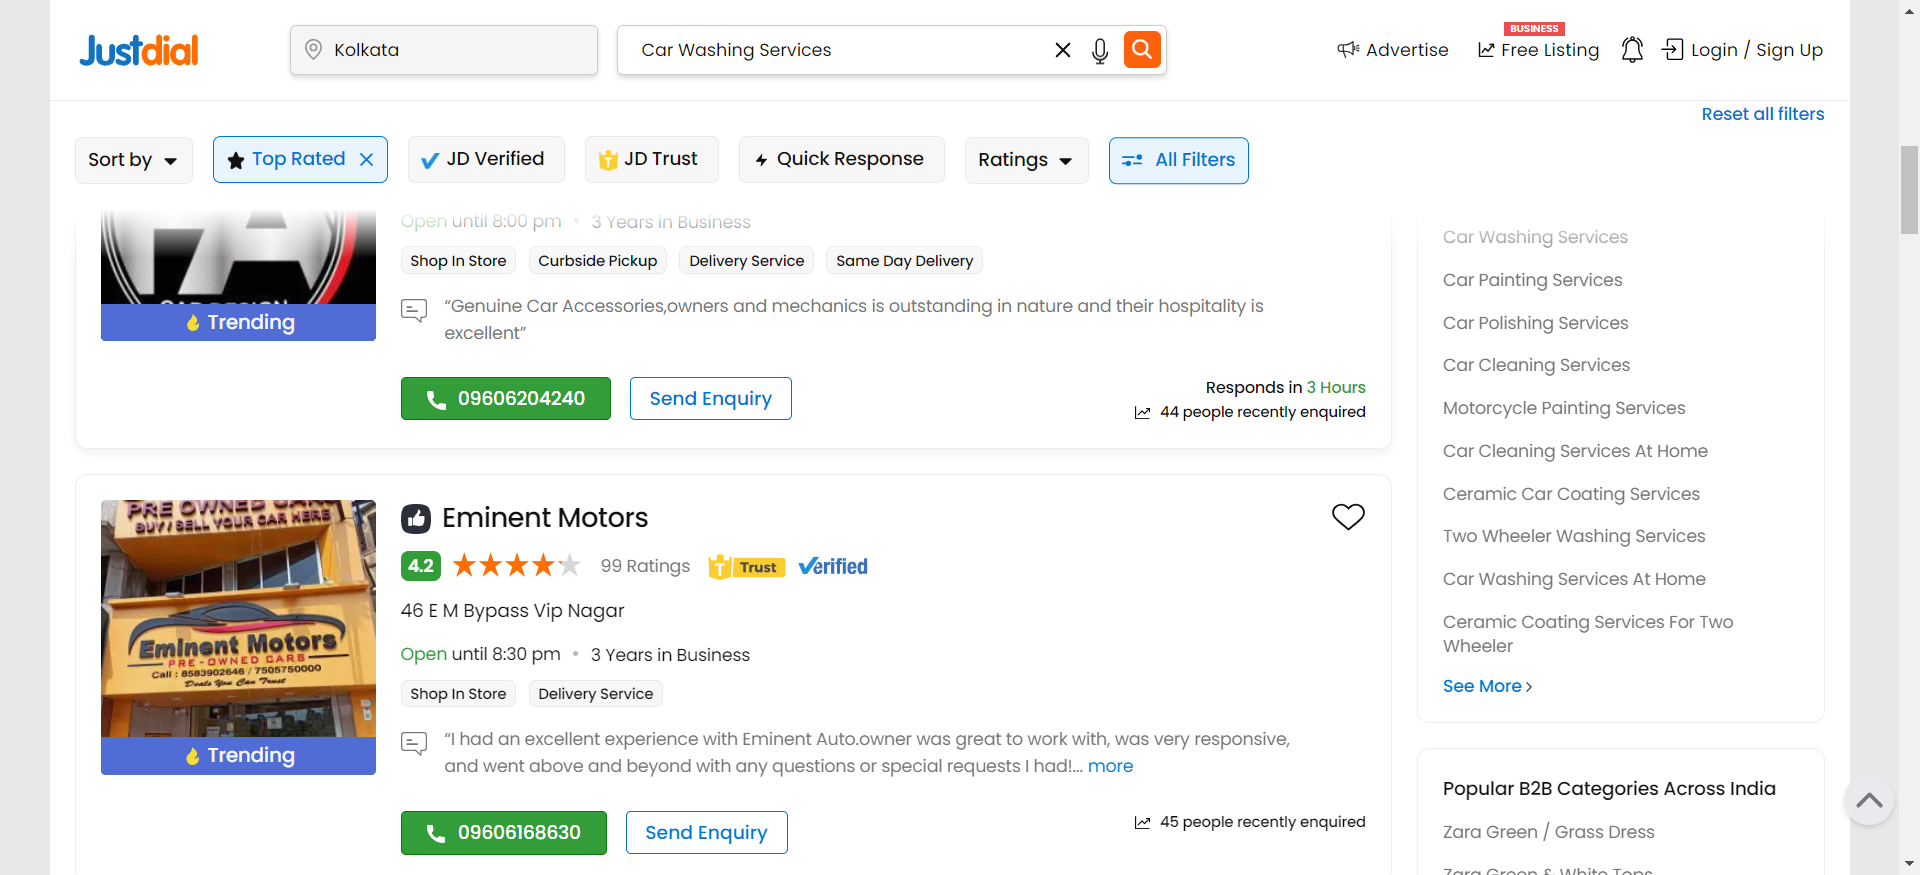 BUSINESS
Justdial
Kolkata
Car Washing Services
Advertise
Free Listing
Login / Sign Up
Reset all filters
Sort by
Top Rated
JD Verified
JD Trust
Quick Response
Ratings
All Filters
Open until 8:00 pm • 3 Years in Business
Shop In Store
Curbside Pickup
Delivery Service
Same Day Delivery
Trending
“Genuine Car Accessories,owners and mechanics is outstanding in nature and their hospitality is
excellent”
09606204240
Send Enquiry
Responds in 3 Hours
44 people recently enquired
PRE OWNED CARS
BUY / SELL YOUR CAR HERE
Eminent Motors
PRE-OWNED CARS
Call : 8583902646 / 7505750000
Deals You Can Trust
Trending
Eminent Motors
4.2
99 Ratings
T Trust
Verified
46 E M Bypass Vip Nagar
Open until 8:30 pm • 3 Years in Business
Shop In Store
Delivery Service
“I had an excellent experience with Eminent Auto.owner was great to work with, was very responsive,
and went above and beyond with any questions or special requests I had!... more
09606168630
Send Enquiry
45 people recently enquired
Car Washing Services
Car Painting Services
Car Polishing Services
Car Cleaning Services
Motorcycle Painting Services
Car Cleaning Services At Home
Ceramic Car Coating Services
Two Wheeler Washing Services
Car Washing Services At Home
Ceramic Coating Services For Two
Wheeler
See More
Popular B2B Categories Across India
Zara Green / Grass Dress
Zara Green & White Tops